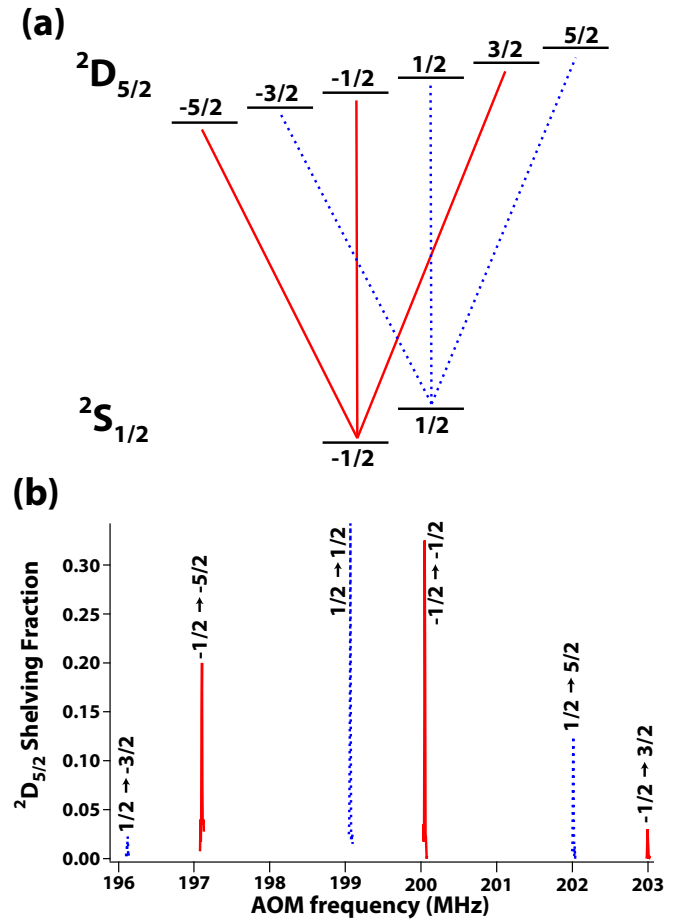 (a)
²D₅/₂
-5/2
-3/2
-1/2
1/2
3/2
5/2
²S₁/₂
-1/2
1/2
(b)
²D₅/₂ Shelving Fraction
0.30
0.25
0.20
0.15
0.10
0.05
0.00
1/2 → -3/2
-1/2 → -5/2
1/2 → 1/2
-1/2 → -1/2
1/2 → 5/2
-1/2 → 3/2
196 197 198 199 200 201 202 203
AOM frequency (MHz)